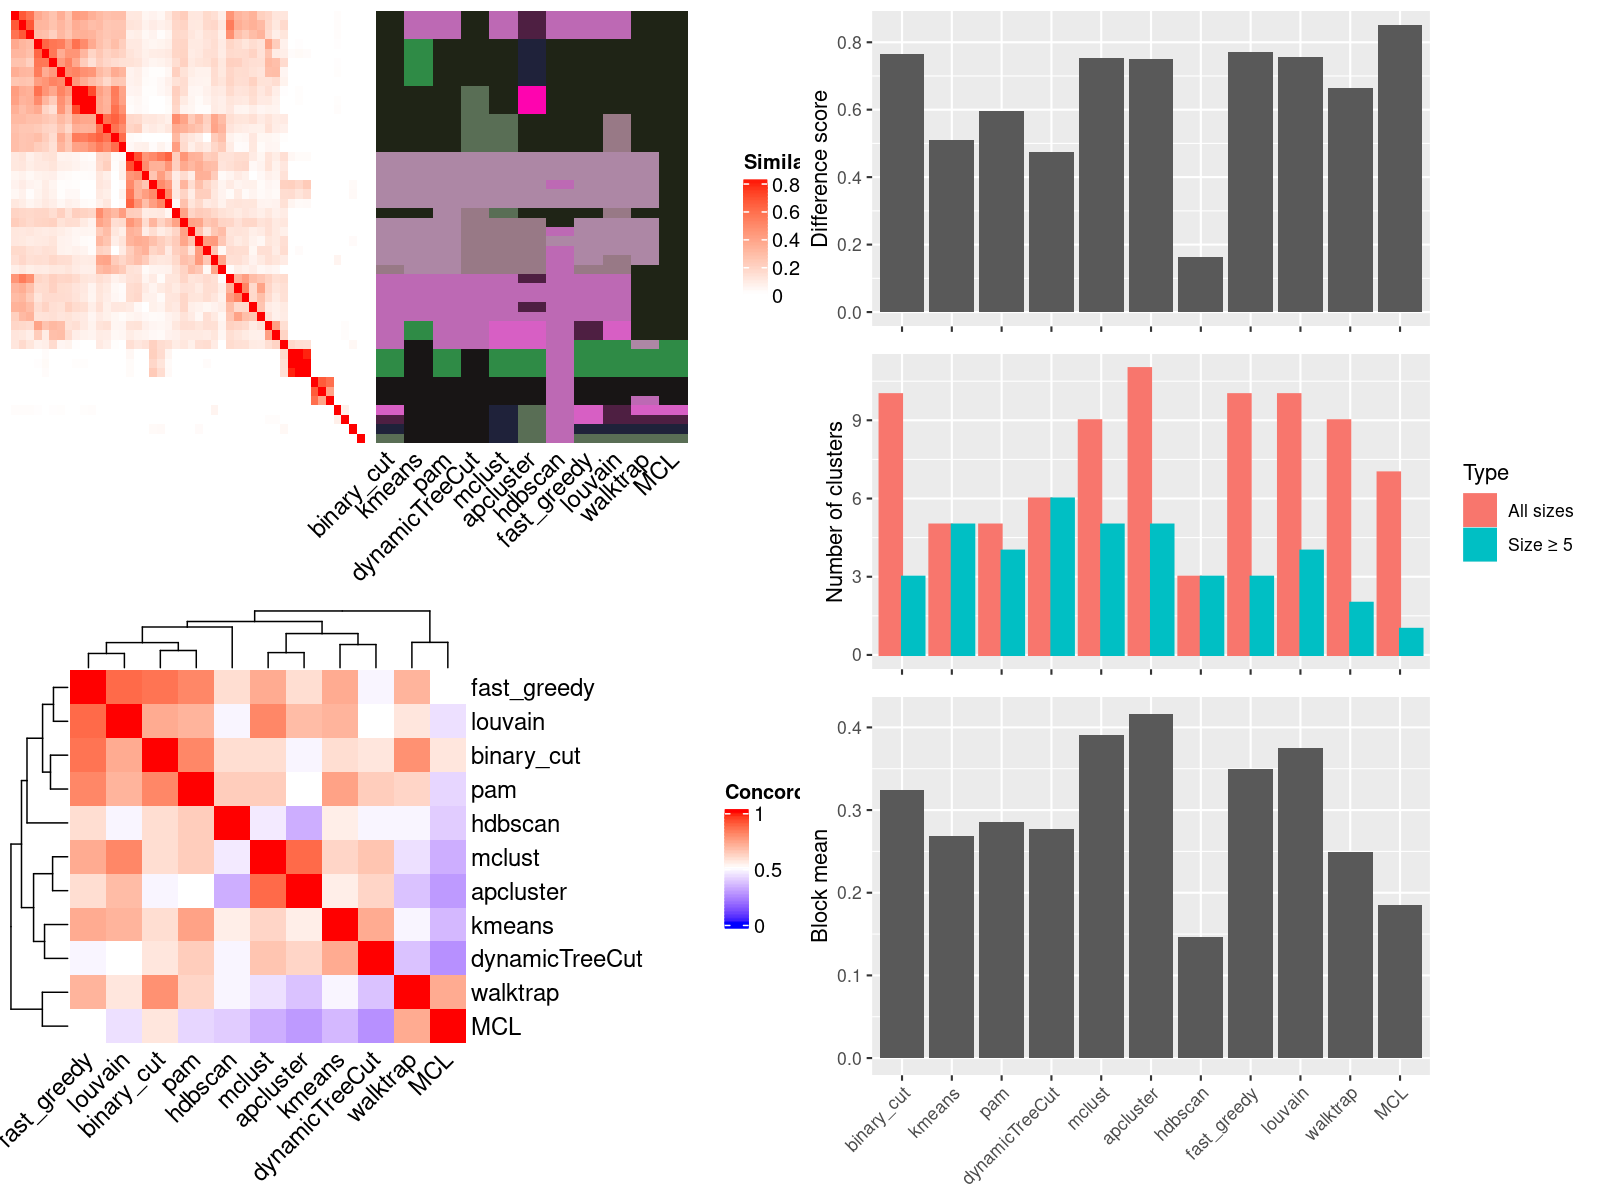 Simila
0.8
0.6
0.4
0.2
0
binary_cut
kmeans
pam
dynamicTreeCut
mclust
apcluster
hdbscan
fast_greedy
louvain
walktrap
MCL
fast_greedy
louvain
binary_cut
pam
hdbscan
mclust
apcluster
kmeans
dynamicTreeCut
walktrap
MCL
Concord
1
0.5
0
fast_greedy
louvain
binary_cut
pam
hdbscan
mclust
apcluster
kmeans
dynamicTreeCut
walktrap
MCL
Difference score
0.8
0.6
0.4
0.2
0.0
Number of clusters
9
6
3
0
Type
All sizes
Size ≥ 5
Block mean
0.4
0.3
0.2
0.1
0.0
binary_cut
kmeans
pam
dynamicTreeCut
mclust
apcluster
hdbscan
fast_greedy
louvain
walktrap
MCL